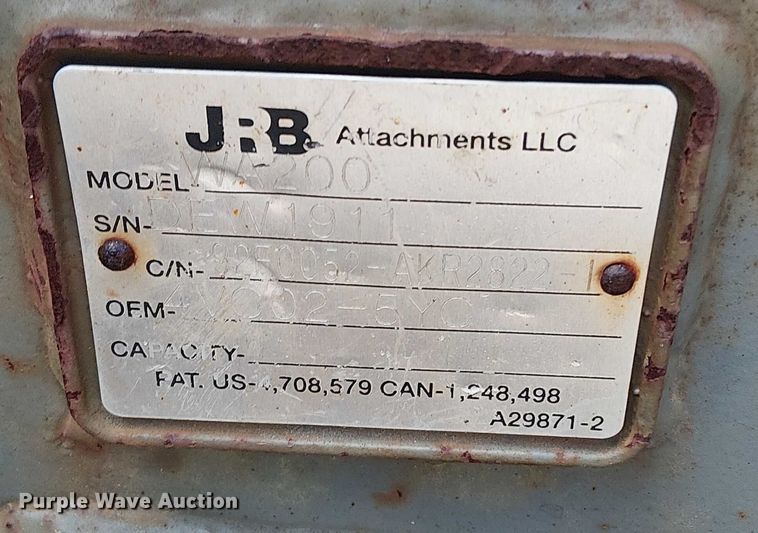 JRB Attachments LLC
MODEL- WA200
S/N- DEW1911
C/N-
OEM-
CAPACITY-
PAT. US-4,708,579 CAN-1,248,498
A29871-2
Purple Wave Auction